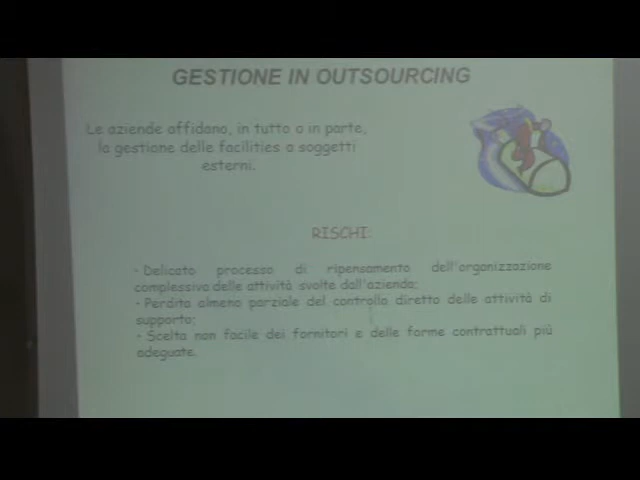 GESTIONE IN OUTSOURCING
Le aziende affidano, in tutto o in parte,
la gestione delle facilities a soggetti
esterni.
RISCHI:
- Delicato processo di ripensamento dell'organizzazione
complessiva delle attività svolte dall'azienda;
- Perdita almeno parziale del controllo diretto delle attività di
supporto;
- Scelta non facile dei fornitori e delle forme contrattuali più
adeguate.